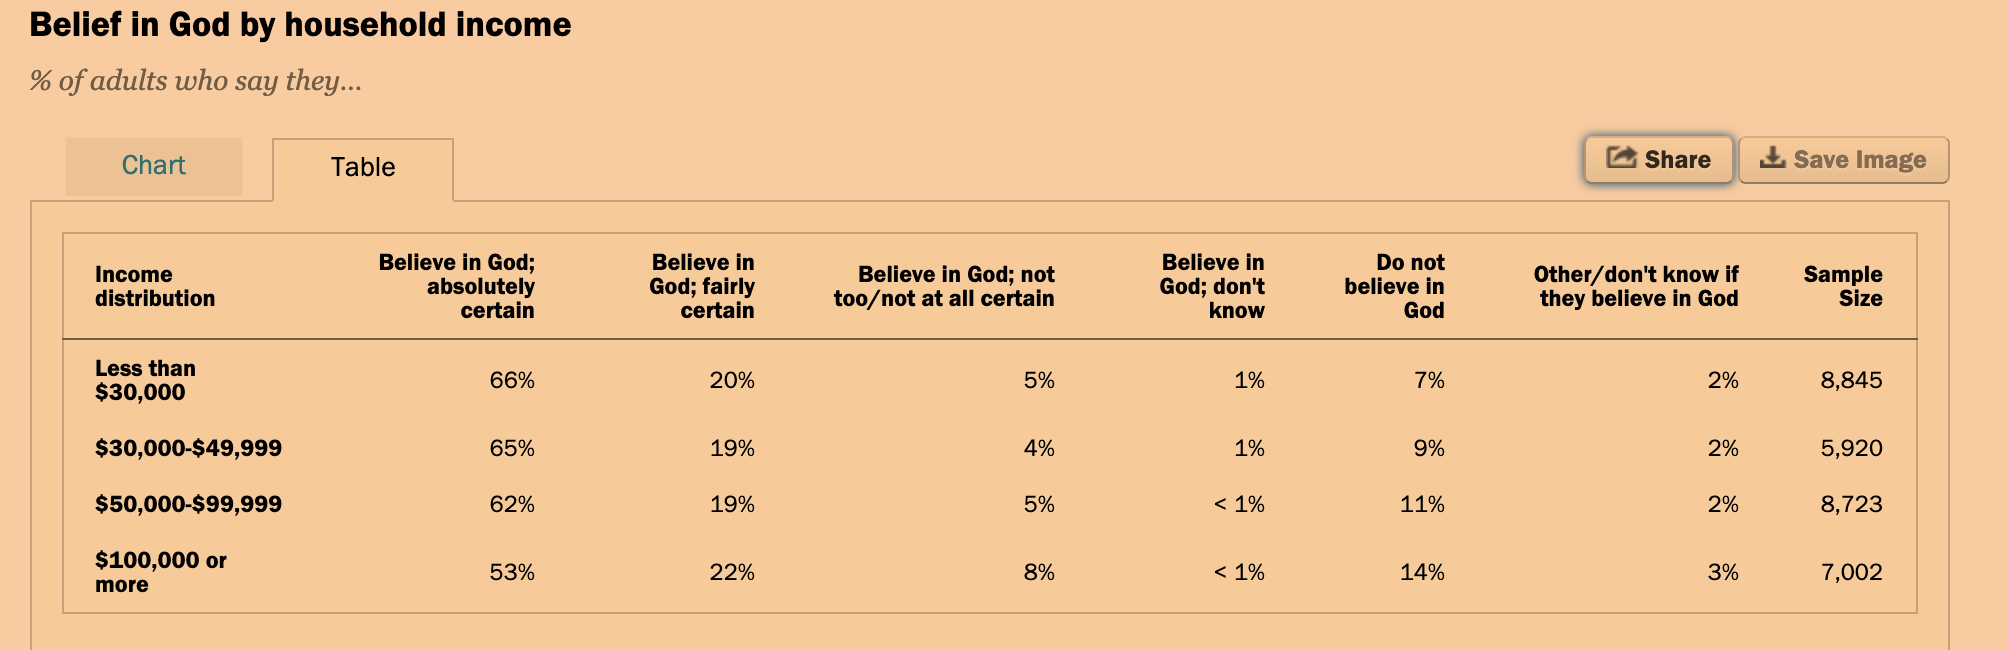 Belief in God by household income
% of adults who say they...
Chart
Table
Share
Save Image
Income distribution
Believe in God; absolutely certain
Believe in God; fairly certain
Believe in God; not too/not at all certain
Believe in God; don't know
Do not believe in God
Other/don't know if they believe in God
Sample Size
Less than $30,000 66% 20% 5% 1% 7% 2% 8,845
$30,000-$49,999 65% 19% 4% 1% 9% 2% 5,920
$50,000-$99,999 62% 19% 5% < 1% 11% 2% 8,723
$100,000 or more 53% 22% 8% < 1% 14% 3% 7,002